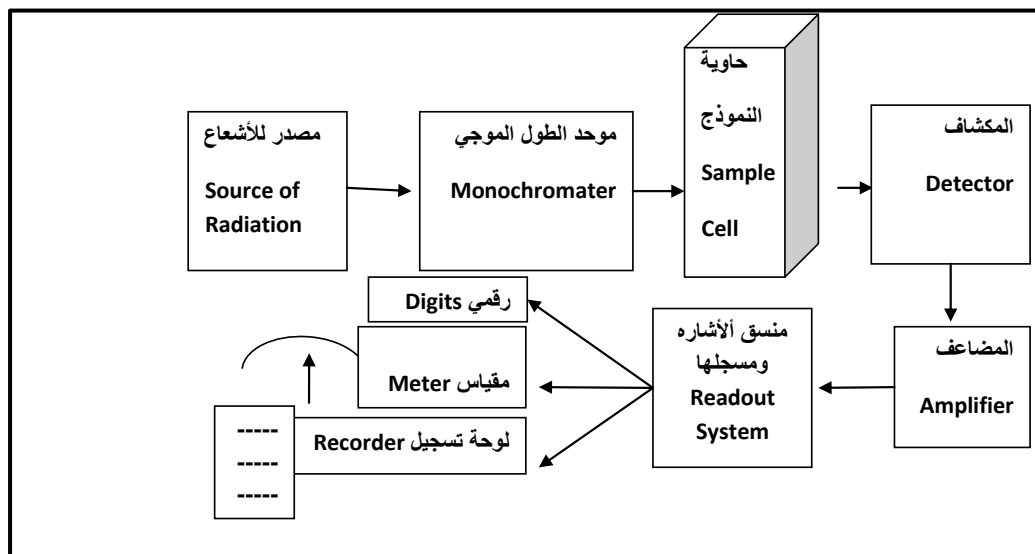 مصدر للأشعاع
Source of
Radiation
موحد الطول الموجي
Monochromater
حاوية
النموذج
Sample
Cell
المكشاف
Detector
المضاعف
Amplifier
منسق ألأشاره
ومسجلها
Readout
System
رقمي Digits
مقياس Meter
لوحة تسجيل Recorder
-----
-----
-----